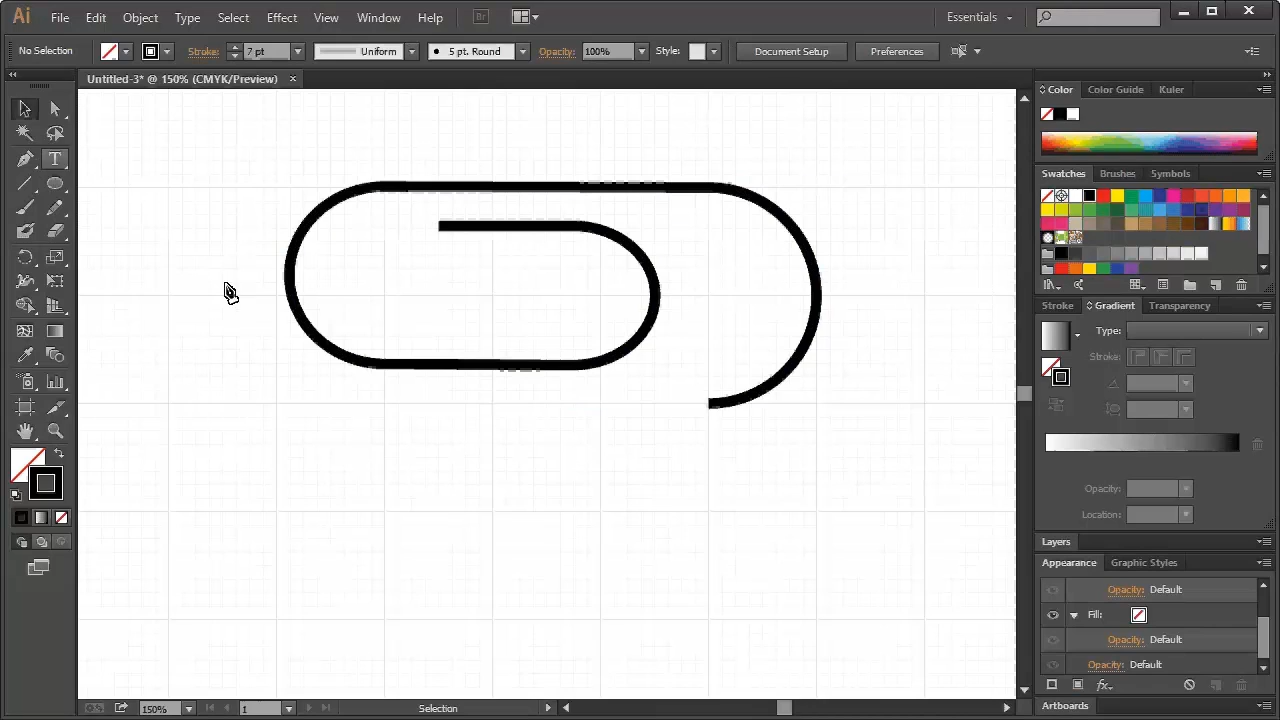 Ai File Edit Object Type Select Effect View Window Help Br Essentials
No Selection Stroke: 7 pt Uniform 5 pt. Round Opacity: 100% Style: Document Setup Preferences
Untitled-3* @ 150% (CMYK/Preview) ×
Color Color Guide Kuler
Swatches Brushes Symbols
Stroke Gradient Transparency
Type:
Stroke:
Opacity:
Location:
Layers
Appearance Graphic Styles
Opacity: Default
Fill:
Opacity: Default
Opacity: Default
fx
Artboards
150% 1 Selection